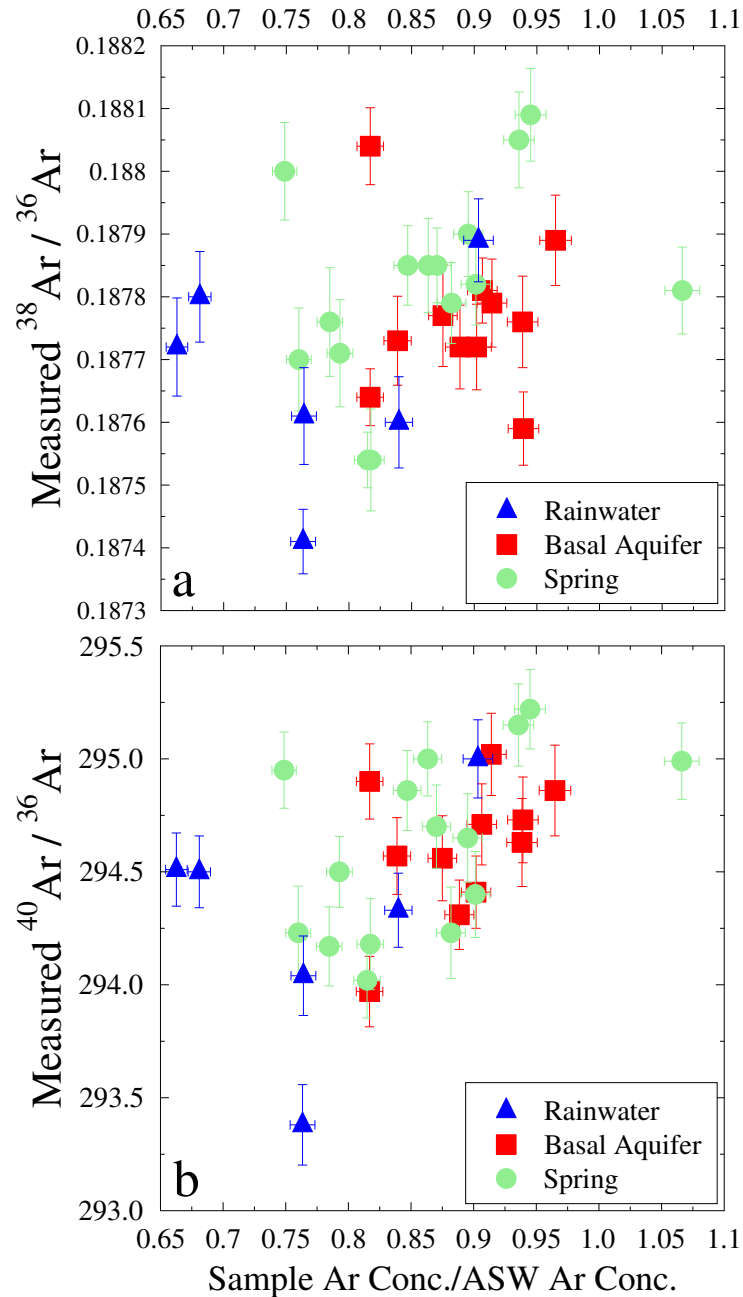 0.65 0.7 0.75 0.8 0.85 0.9 0.95 1.0 1.05 1.1
0.1882
0.1881
0.188
0.1879
0.1878
0.1877
0.1876
0.1875
0.1874
0.1873
Measured ³⁸Ar / ³⁶Ar
Rainwater
Basal Aquifer
Spring
a
295.5
295.0
294.5
294.0
293.5
293.0
Measured ⁴⁰Ar / ³⁶Ar
Rainwater
Basal Aquifer
Spring
b
0.65 0.7 0.75 0.8 0.85 0.9 0.95 1.0 1.05 1.1
Sample Ar Conc./ASW Ar Conc.